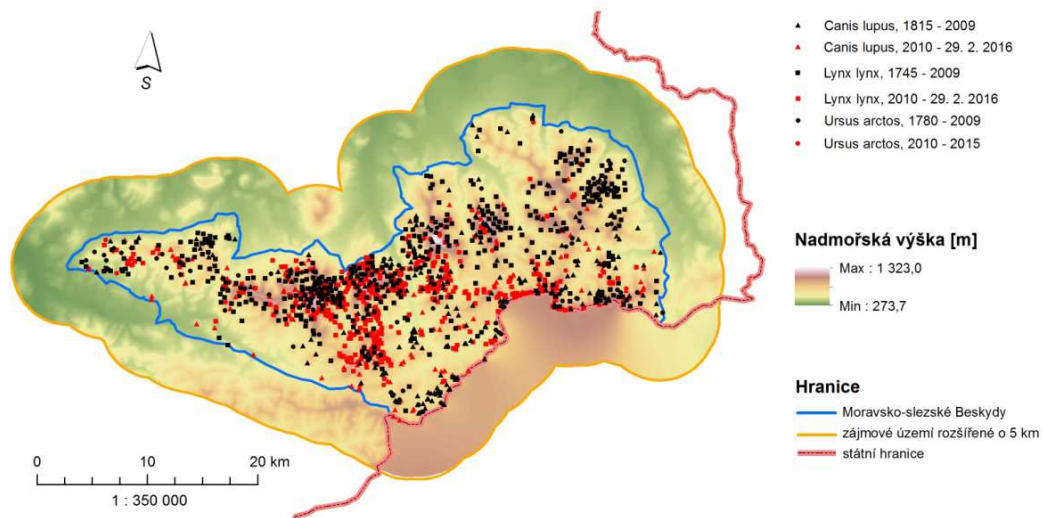 S
Canis lupus, 1815 - 2009
Canis lupus, 2010 - 29. 2. 2016
Lynx lynx, 1745 - 2009
Lynx lynx, 2010 - 29. 2. 2016
Ursus arctos, 1780 - 2009
Ursus arctos, 2010 - 2015
Nadmořská výška [m]
Max : 1 323,0
Min : 273,7
Hranice
Moravsko-slezské Beskydy
zájmové území rozšířené o 5 km
státní hranice
0 10 20 km
1 : 350 000